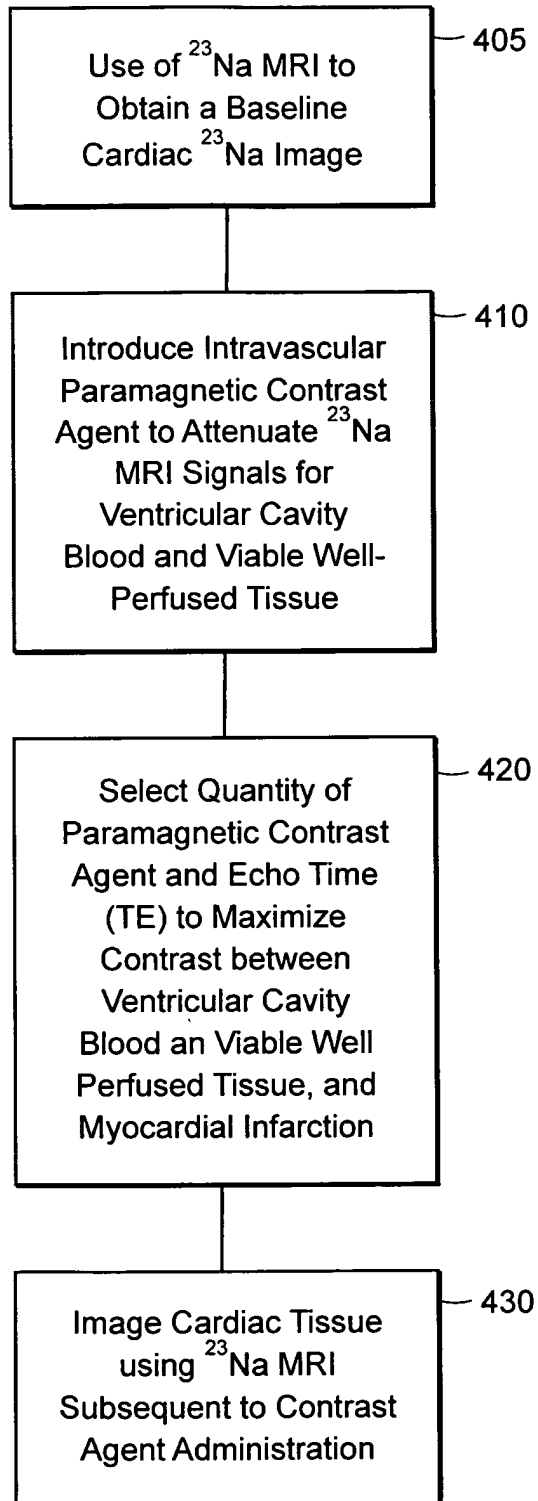 405
Use of ²³Na MRI to
Obtain a Baseline
Cardiac ²³Na Image
410
Introduce Intravascular
Paramagnetic Contrast
Agent to Attenuate ²³Na
MRI Signals for
Ventricular Cavity
Blood and Viable Well-
Perfused Tissue
420
Select Quantity of
Paramagnetic Contrast
Agent and Echo Time
(TE) to Maximize
Contrast between
Ventricular Cavity
Blood an Viable Well
Perfused Tissue, and
Myocardial Infarction
430
Image Cardiac Tissue
using ²³Na MRI
Subsequent to Contrast
Agent Administration